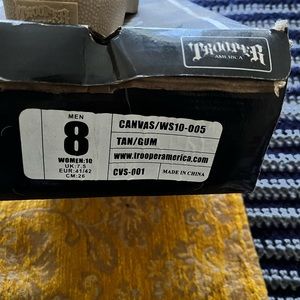 TROOPER
AMERICA
MEN
8
WOMEN:10
UK:7.5
EUR:41/42
CM:26
CANVAS/WS10-005
TAN/GUM
www.trooperamerica.com
CVS-001 MADE IN CHINA